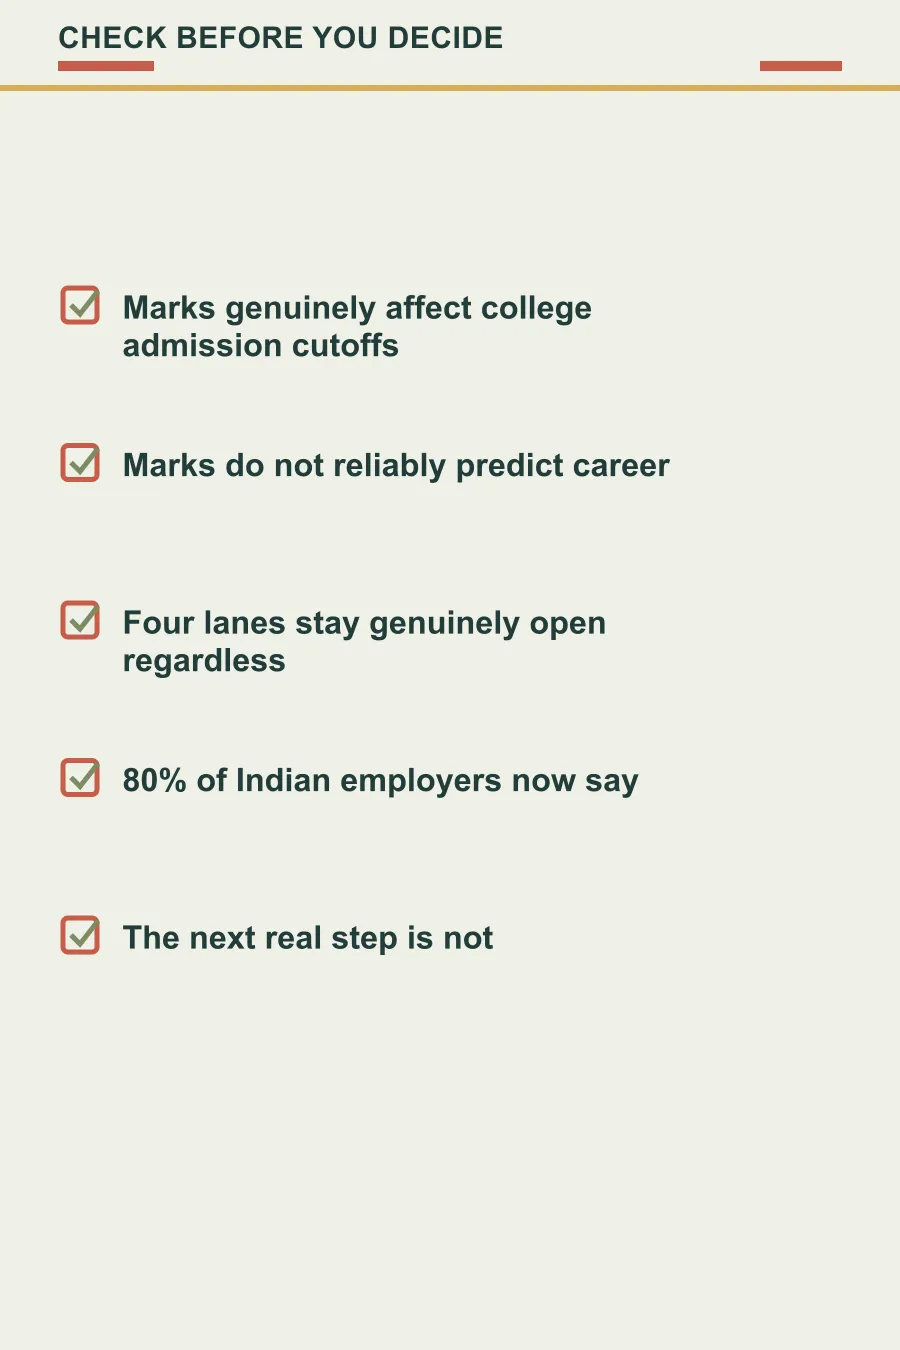 CHECK BEFORE YOU DECIDE
Marks genuinely affect college
admission cutoffs
Marks do not reliably predict career
Four lanes stay genuinely open
regardless
80% of Indian employers now say
The next real step is not